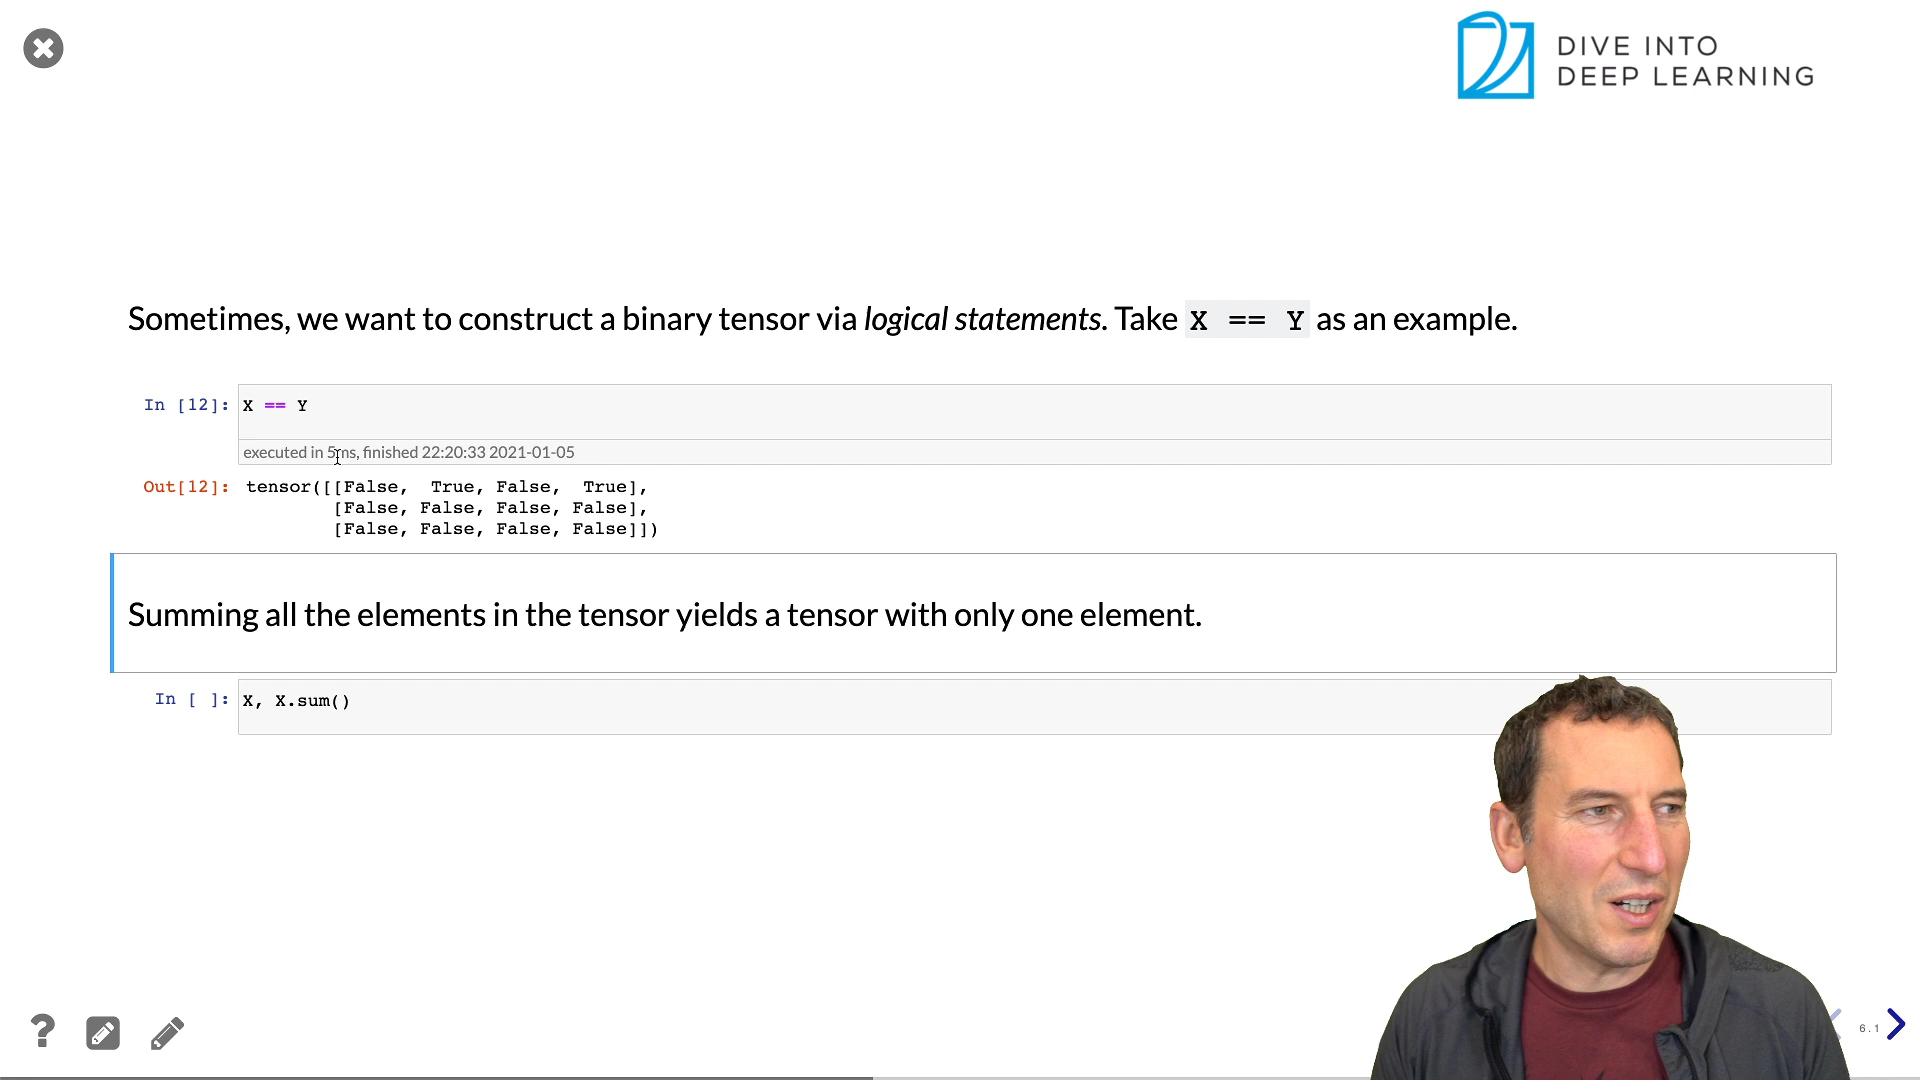 DIVE INTO
DEEP LEARNING
Sometimes, we want to construct a binary tensor via logical statements. Take X == Y as an example.
In [12]: X == Y
executed in 5ms, finished 22:20:33 2021-01-05
Out[12]: tensor([[False,  True, False,  True],
[False, False, False, False],
[False, False, False, False]])
Summing all the elements in the tensor yields a tensor with only one element.
In [ ]: X, X.sum()
?
6.1